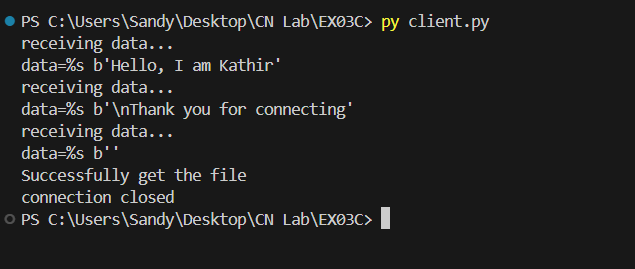 PS C:\Users\Sandy\Desktop\CN Lab\EX03C> py client.py
receiving data...
data=%s b'Hello, I am Kathir'
receiving data...
data=%s b'\nThank you for connecting'
receiving data...
data=%s b''
Successfully get the file
connection closed
PS C:\Users\Sandy\Desktop\CN Lab\EX03C>